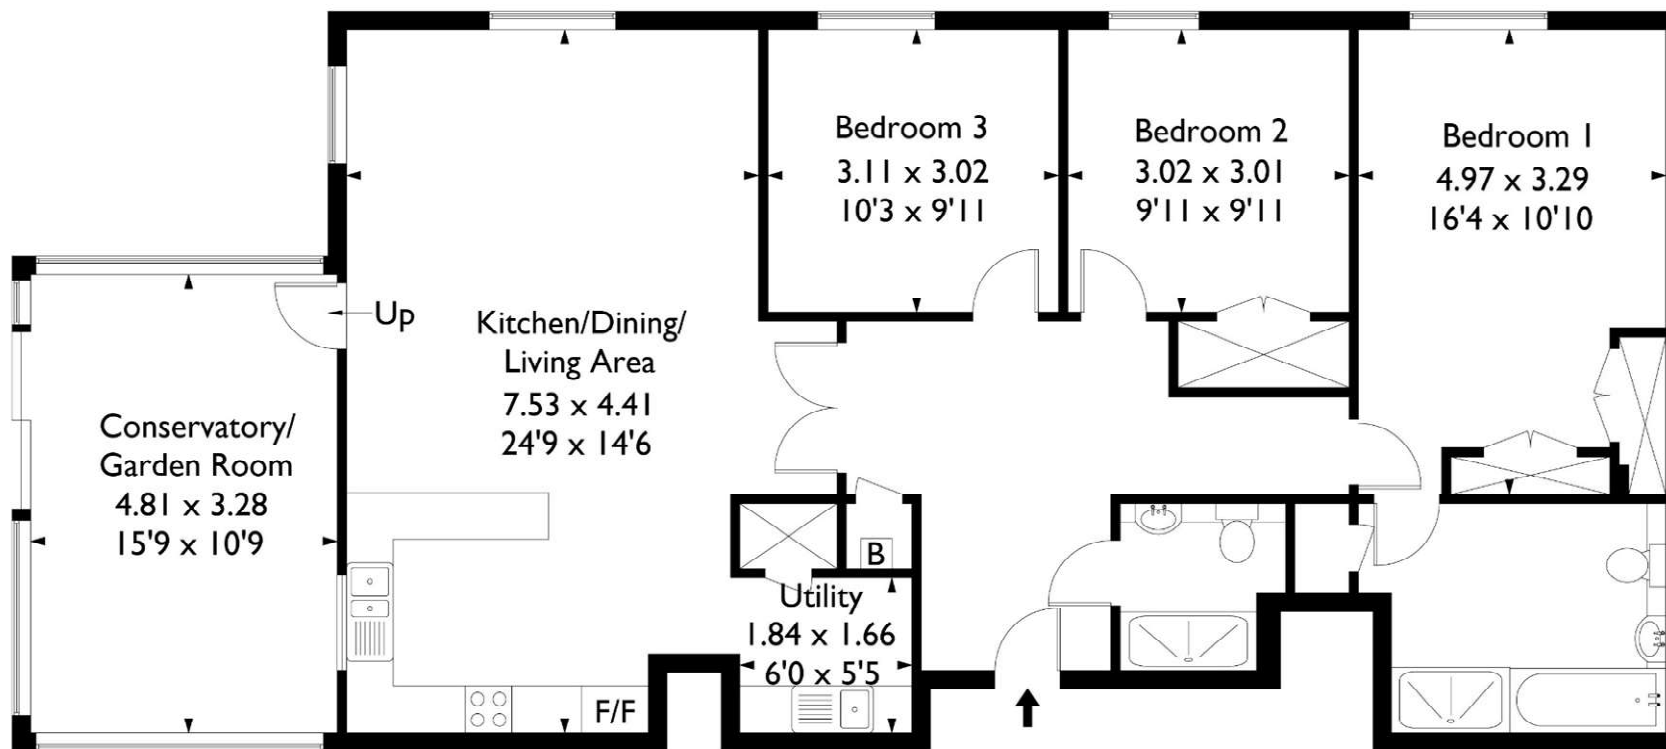 Bedroom 3
3.11 x 3.02
10'3 x 9'11
Bedroom 2
3.02 x 3.01
9'11 x 9'11
Bedroom 1
4.97 x 3.29
16'4 x 10'10
Up
Kitchen/Dining/
Living Area
7.53 x 4.41
24'9 x 14'6
Conservatory/
Garden Room
4.81 x 3.28
15'9 x 10'9
B
Utility
1.84 x 1.66
6'0 x 5'5
F/F